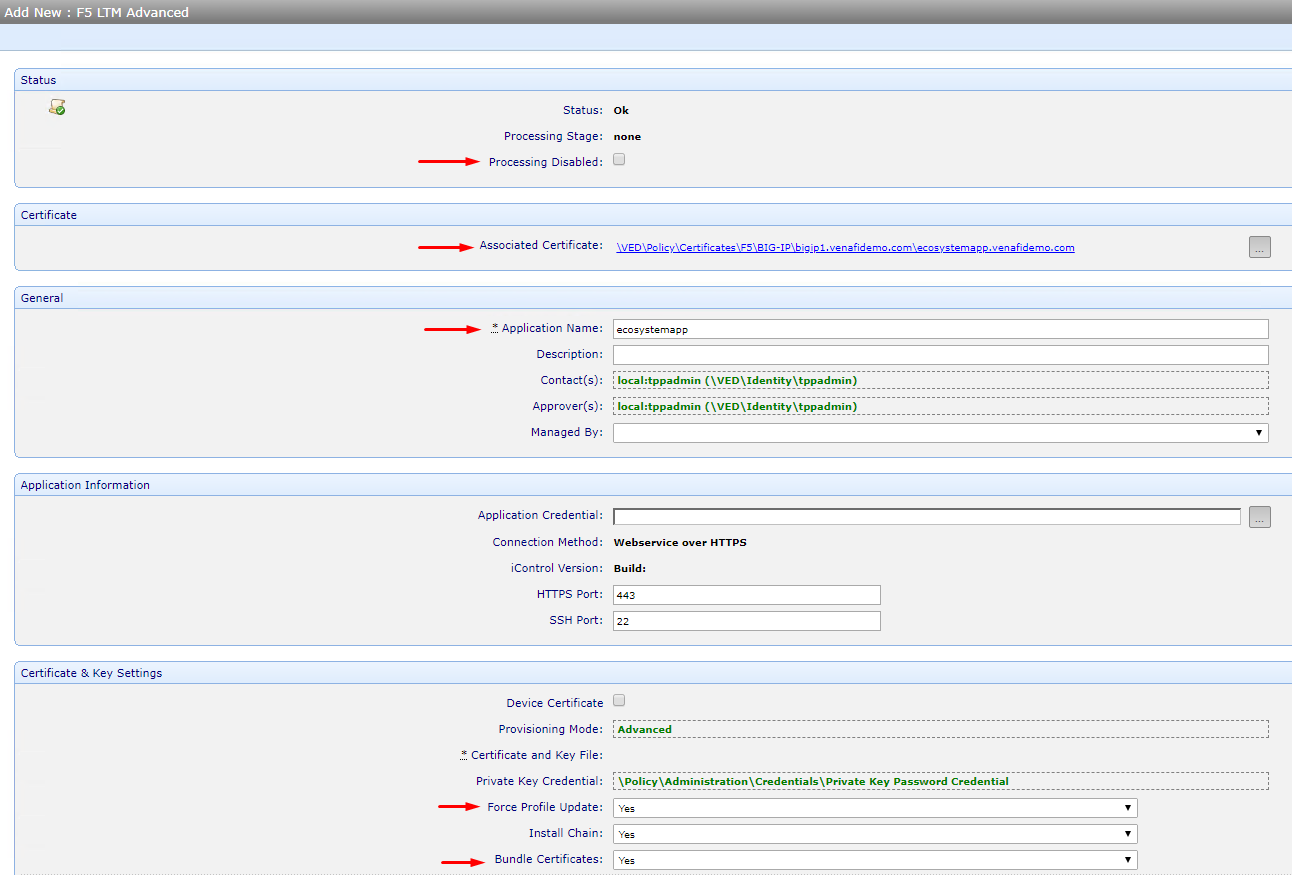 Add New : F5 LTM Advanced
Status
Status: Ok
Processing Stage: none
Processing Disabled:
Certificate
Associated Certificate: \VED\Policy\Certificates\F5\BIG-IP\bigip1.venafidemo.com\ecosystemapp.venafidemo.com ...
General
* Application Name: ecosystemapp
Description:
Contact(s): local:tppadmin (\VED\Identity\tppadmin)
Approver(s): local:tppadmin (\VED\Identity\tppadmin)
Managed By:
Application Information
Application Credential: ...
Connection Method: Webservice over HTTPS
iControl Version: Build:
HTTPS Port: 443
SSH Port: 22
Certificate & Key Settings
Device Certificate
Provisioning Mode: Advanced
* Certificate and Key File:
Private Key Credential: \Policy\Administration\Credentials\Private Key Password Credential
Force Profile Update: Yes
Install Chain: Yes
Bundle Certificates: Yes